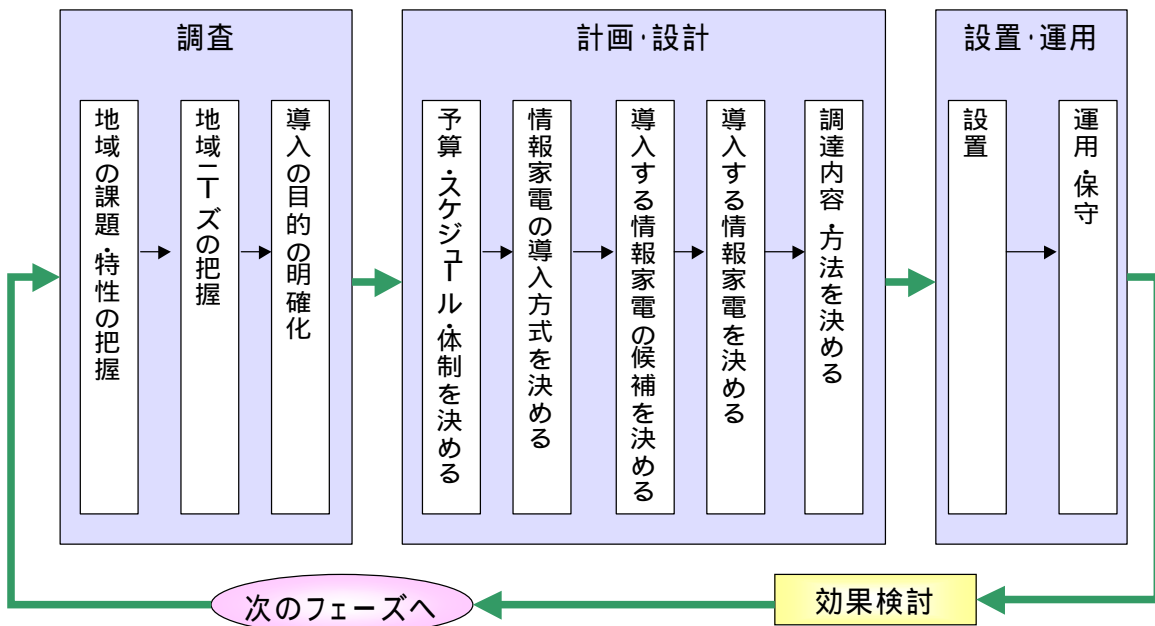 調査
地域の課題・特性の把握
地域ニーズの把握
導入の目的の明確化
計画・設計
予算・スケジュール・体制を決める
情報家電の導入方式を決める
導入する情報家電の候補を決める
導入する情報家電を決める
調達内容・方法を決める
設置・運用
設置
運用・保守
次のフェーズへ
効果検討